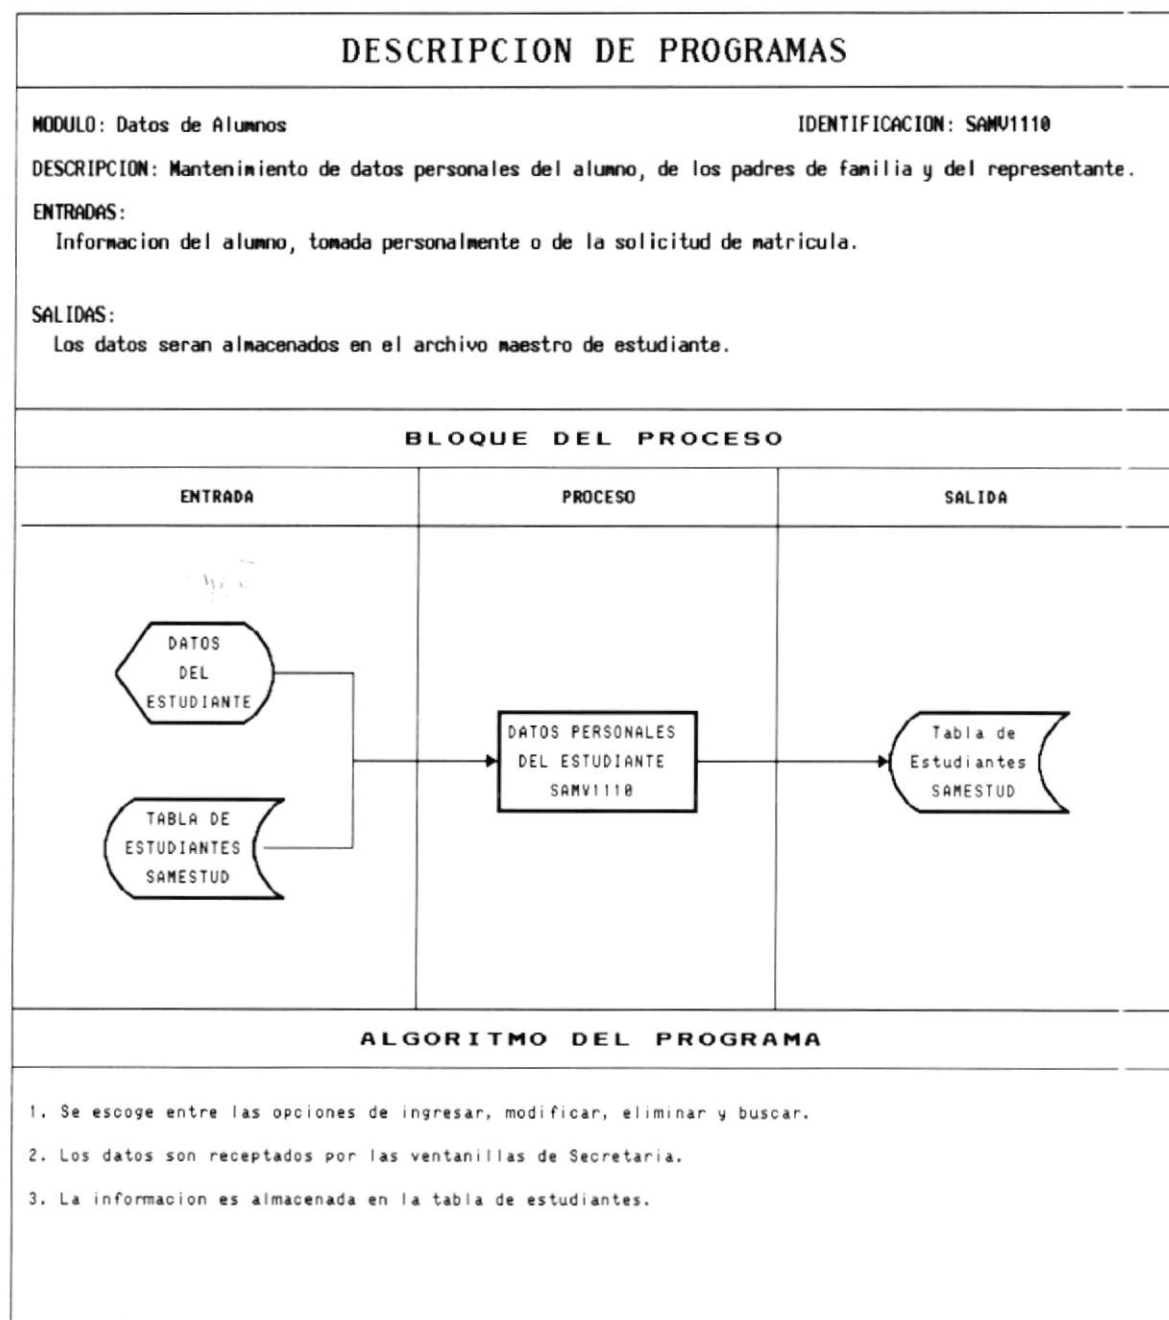 DESCRIPCION DE PROGRAMAS
MODULO: Datos de Alumnos IDENTIFICACION: SAMV1110
DESCRIPCION: Mantenimiento de datos personales del alumno, de los padres de familia y del representante.
ENTRADAS:
Informacion del alumno, tomada personalmente o de la solicitud de matricula.
SALIDAS:
Los datos seran almacenados en el archivo maestro de estudiante.
BLOQUE DEL PROCESO
ENTRADA PROCESO SALIDA
DATOS
DEL
ESTUDIANTE
TABLA DE
ESTUDIANTES
SAMESTUD
DATOS PERSONALES
DEL ESTUDIANTE
SAMV1110
Tabla de
Estudiantes
SAMESTUD
ALGORITMO DEL PROGRAMA
1. Se escoge entre las opciones de ingresar, modificar, eliminar y buscar.
2. Los datos son receptados por las ventanillas de Secretaria.
3. La informacion es almacenada en la tabla de estudiantes.